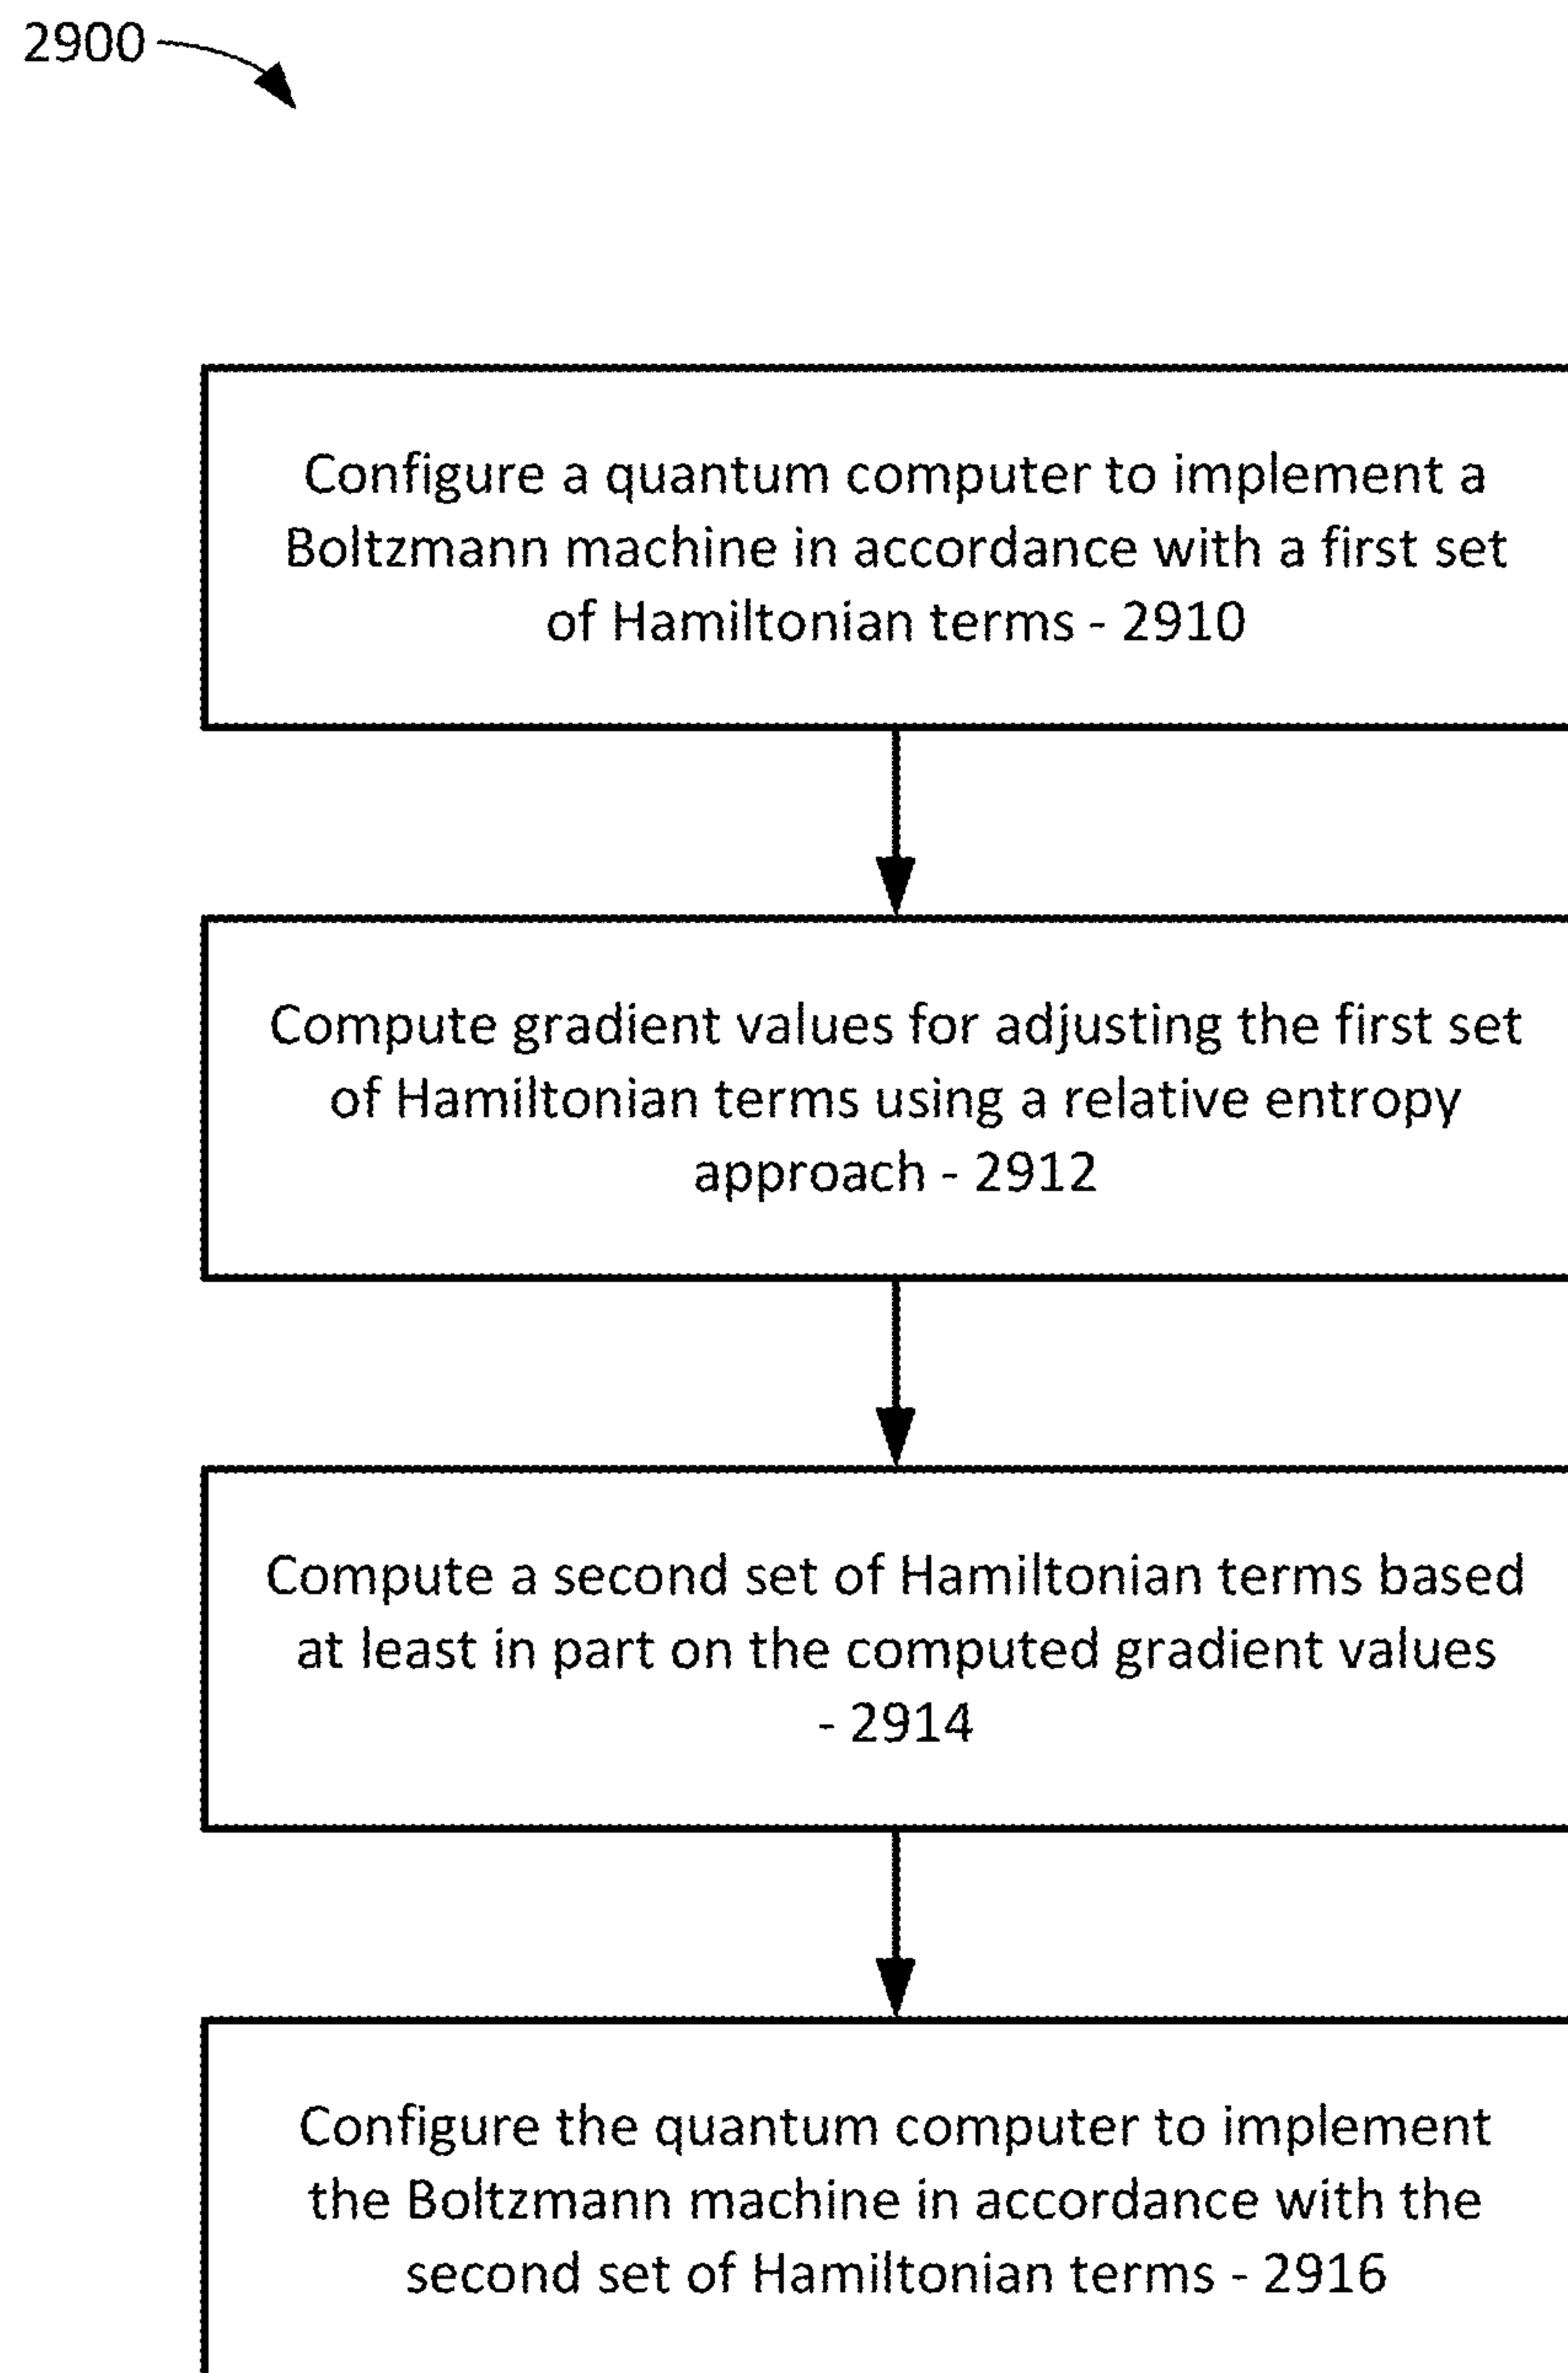 2900
Configure a quantum computer to implement a
Boltzmann machine in accordance with a first set
of Hamiltonian terms - 2910
Compute gradient values for adjusting the first set
of Hamiltonian terms using a relative entropy
approach - 2912
Compute a second set of Hamiltonian terms based
at least in part on the computed gradient values
- 2914
Configure the quantum computer to implement
the Boltzmann machine in accordance with the
second set of Hamiltonian terms - 2916